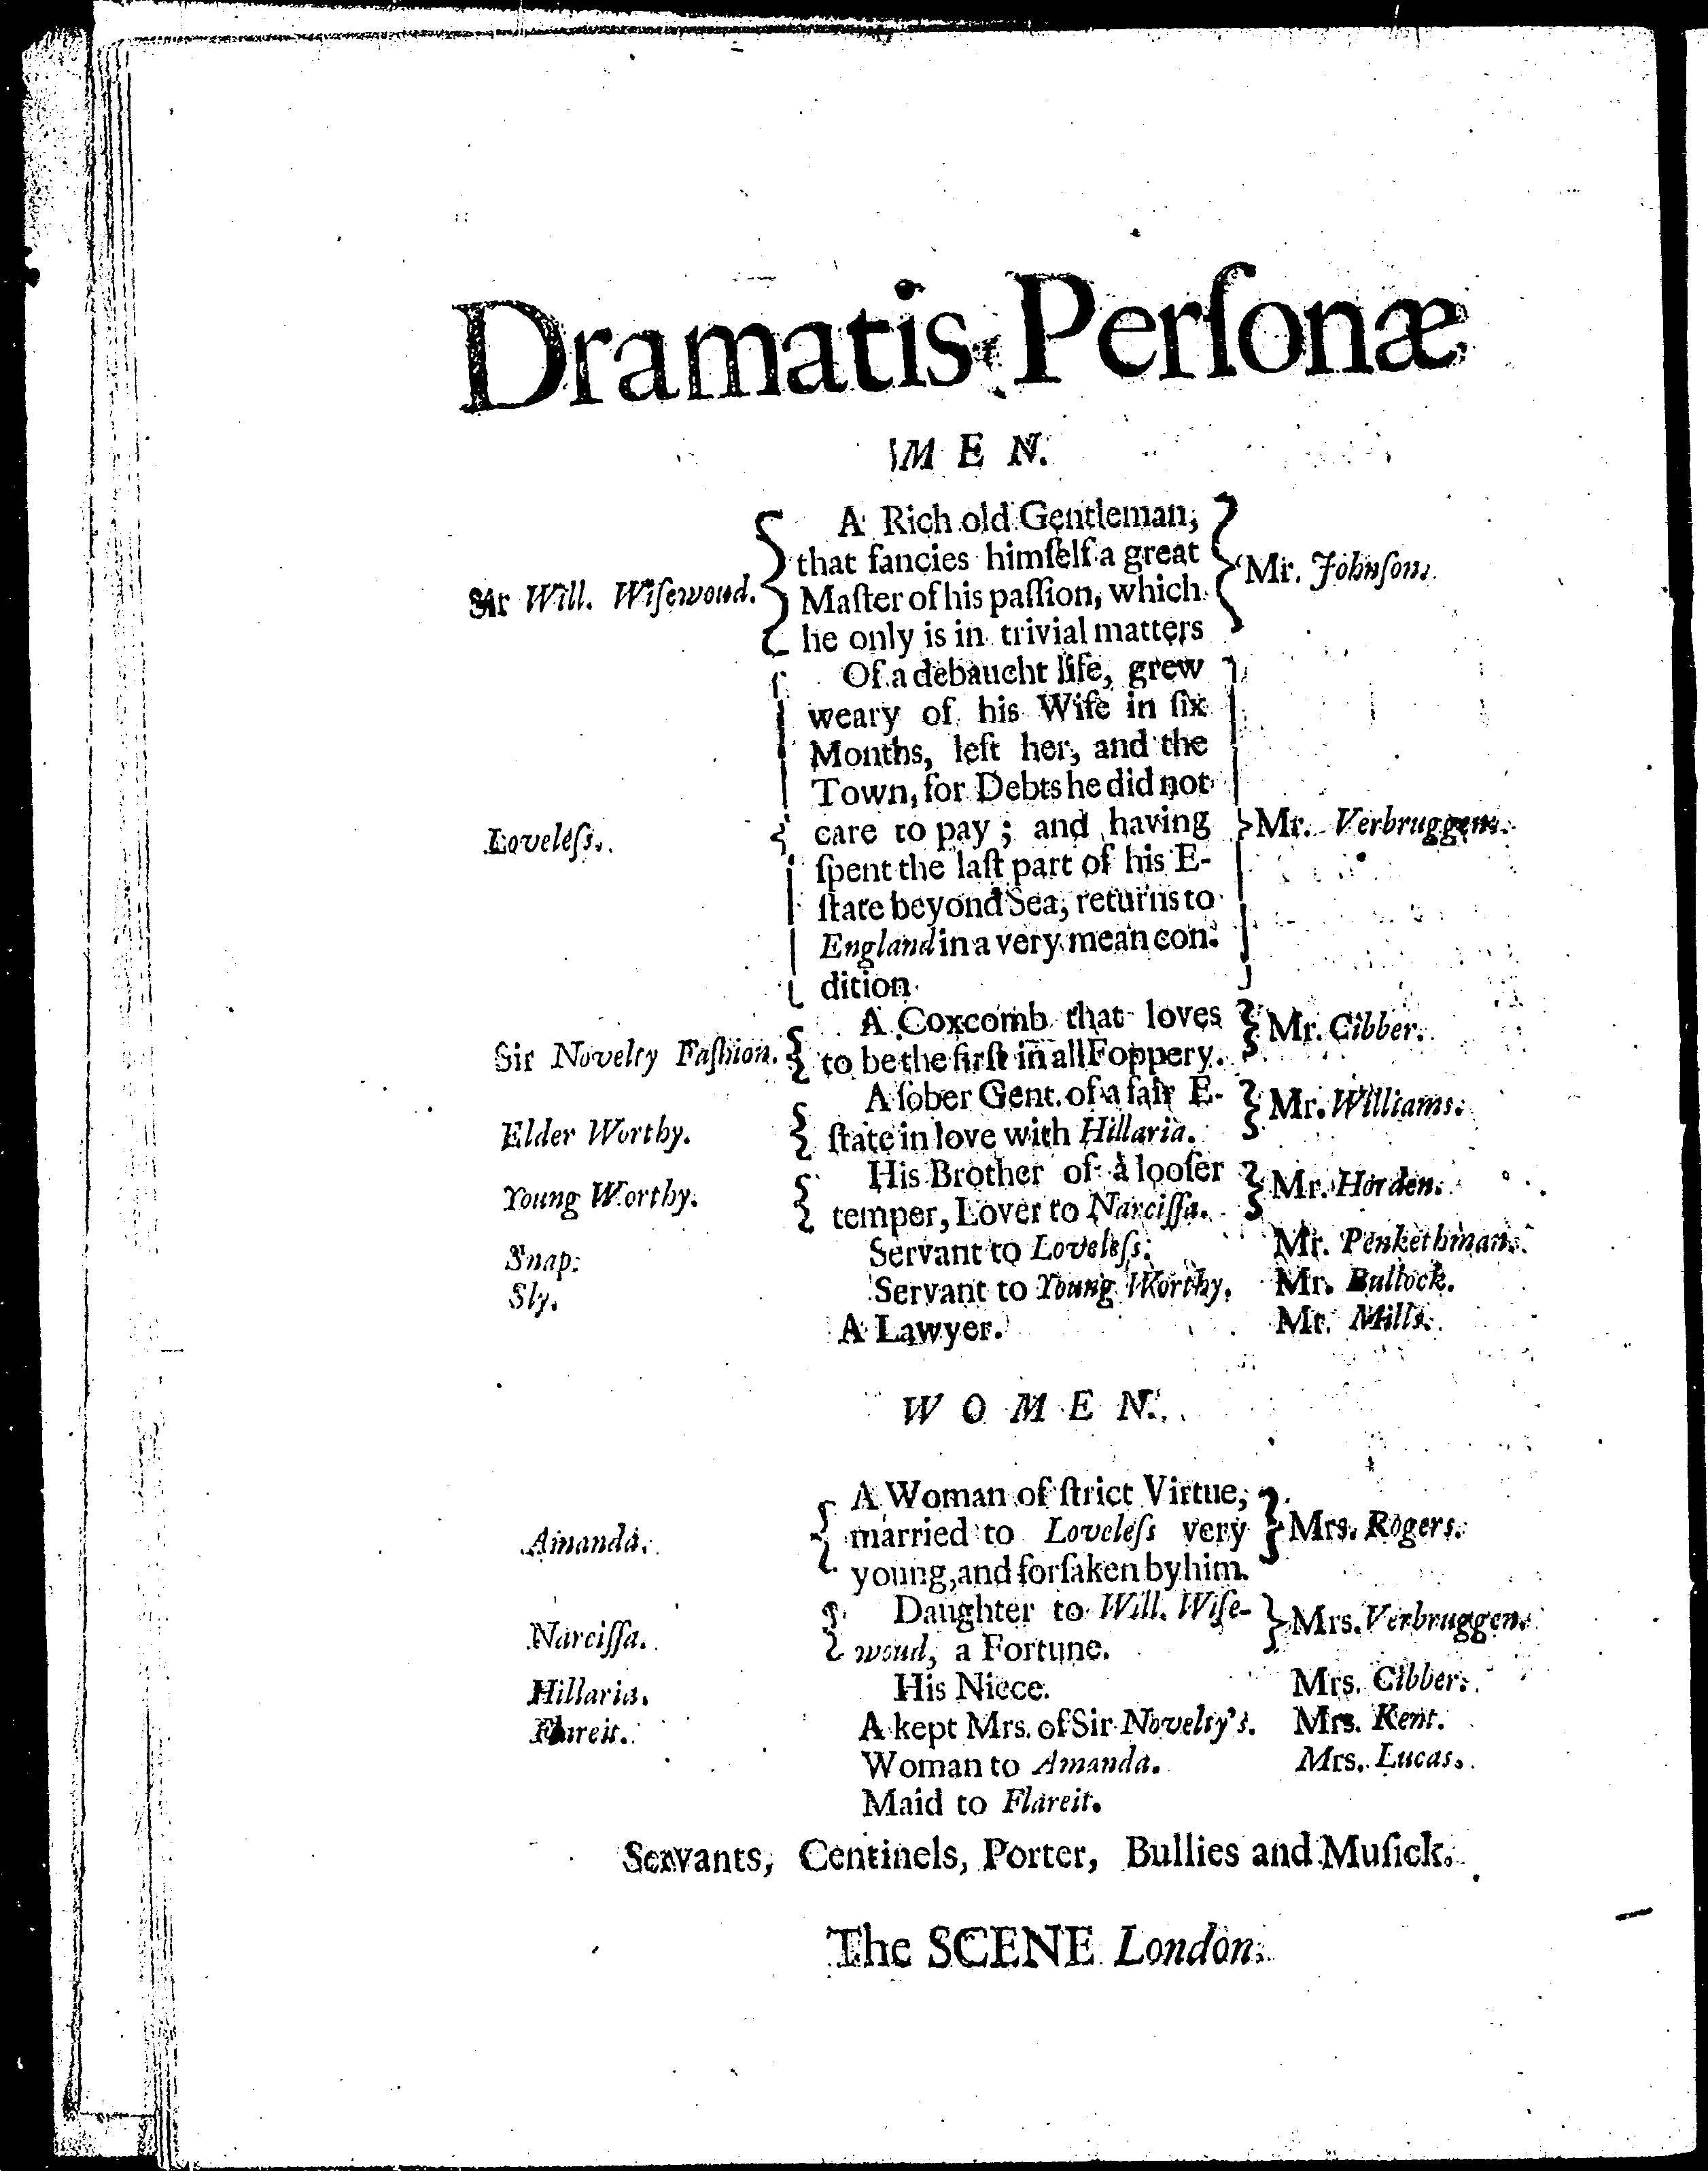 Dramatis Perſonæ
MEN.
A Rich old Gentleman,
that fancies himſelf a great
Sir Will. Wiſewoud. Maſter of his paſſion, which Mr. Johnſon.
he only is in trivial matters
Of a debaucht life, grew
weary of his Wife in ſix
Months, left her, and the
Town, for Debts he did not
Loveleſs. care to pay; and having Mr. Verbruggen.
ſpent the laſt part of his E-
ſtate beyond Sea, returns to
England in a very mean con-
dition
A Coxcomb that loves
Sir Novelty Faſhion. to be the firſt in all Foppery. Mr. Cibber.
A ſober Gent. of a fair E-
Elder Worthy. ſtate in love with Hillaria. Mr. Williams.
His Brother of a looſer
Young Worthy. temper, Lover to Narciſſa. Mr. Horden.
Snap. Servant to Loveleſs. Mr. Penkethman.
Sly. Servant to Young Worthy. Mr. Bullock.
A Lawyer. Mr. Mills.
WOMEN.
A Woman of ſtrict Virtue,
Amanda. married to Loveleſs very Mrs. Rogers.
young, and forſaken by him.
Daughter to Will. Wiſe-
Narciſſa. woud, a Fortune. Mrs. Verbruggen.
Hillaria. His Niece. Mrs. Cibber.
Flareit. A kept Mrs. of Sir Novelty's. Mrs. Kent.
Woman to Amanda. Mrs. Lucas.
Maid to Flareit.
Servants, Centinels, Porter, Bullies and Muſick.
The SCENE London.